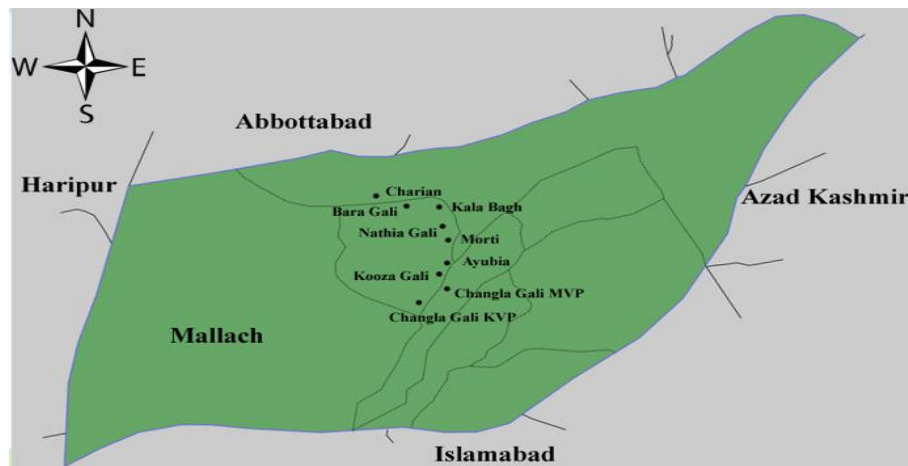 N
W E
S
Abbottabad
Haripur
Charian
Azad Kashmir
Bara Gali
Kala Bagh
Nathia Gali
Morti
Ayubia
Kooza Gali
Changla Gali MVP
Changla Gali KVP
Mallach
Islamabad